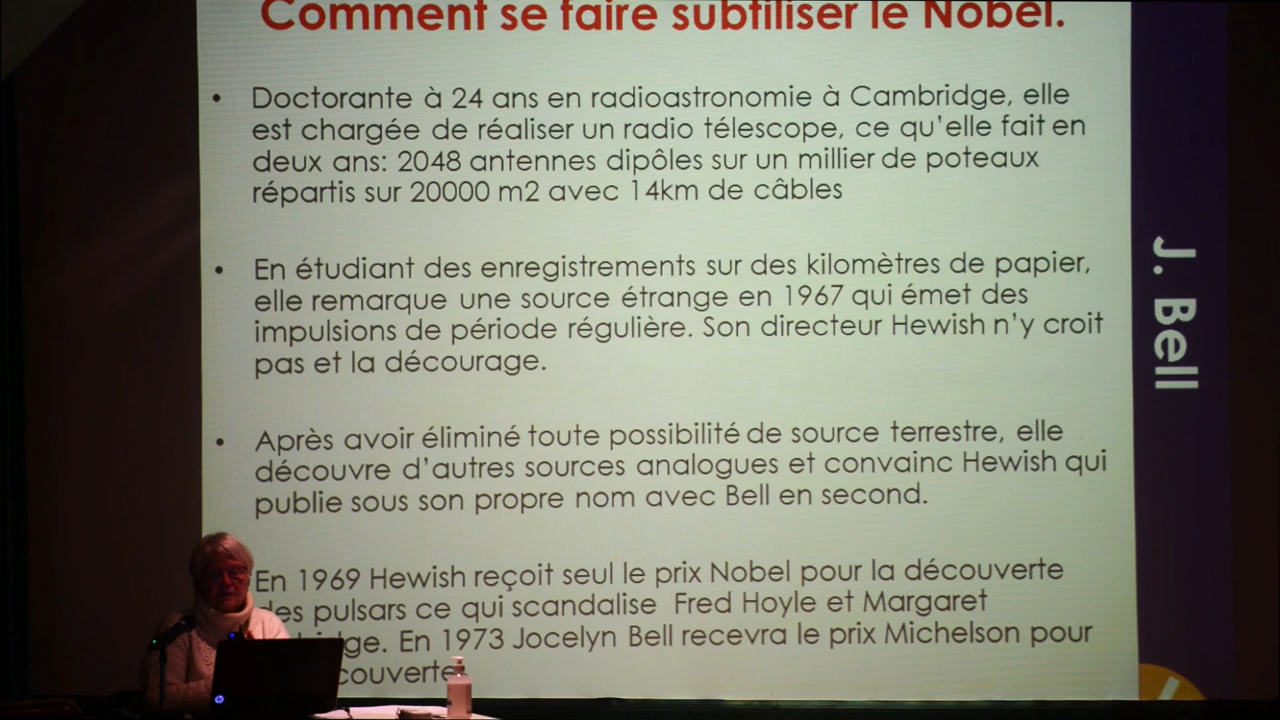 Comment se faire subtiliser le Nobel.
• Doctorante à 24 ans en radioastronomie à Cambridge, elle
est chargée de réaliser un radio télescope, ce qu'elle fait en
deux ans: 2048 antennes dipôles sur un millier de poteaux
répartis sur 20000 m2 avec 14km de câbles
• En étudiant des enregistrements sur des kilomètres de papier,
elle remarque une source étrange en 1967 qui émet des
impulsions de période régulière. Son directeur Hewish n'y croit
pas et la décourage.
• Après avoir éliminé toute possibilité de source terrestre, elle
découvre d'autres sources analogues et convainc Hewish qui
publie sous son propre nom avec Bell en second.
En 1969 Hewish reçoit seul le prix Nobel pour la découverte
des pulsars ce qui scandalise Fred Hoyle et Margaret
En 1973 Jocelyn Bell recevra le prix Michelson pour
J. Bell
hp